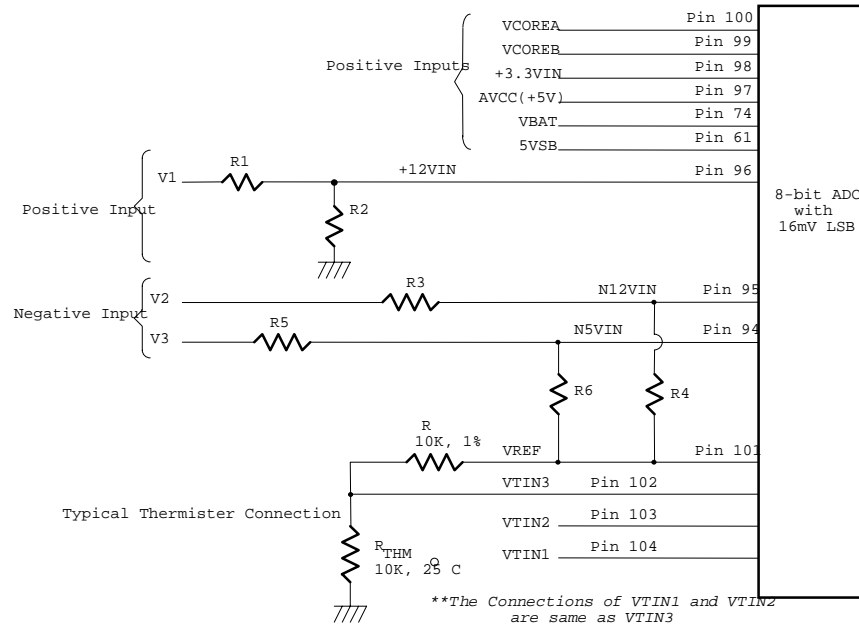 VCOREA Pin 100
VCOREB Pin 99
Positive Inputs
+3.3VIN Pin 98
AVCC(+5V) Pin 97
VBAT Pin 74
5VSB Pin 61
R1
V1 +12VIN Pin 96
8-bit ADC
with
16mV LSB
Positive Input
R2
R3
V2 N12VIN Pin 95
Negative Input
R5
V3 N5VIN Pin 94
R6 R4
R
10K, 1%
VREF Pin 101
VTIN3 Pin 102
Typical Thermister Connection
VTIN2 Pin 103
R THM
10K, 25 C
VTIN1 Pin 104
**The Connections of VTIN1 and VTIN2
are same as VTIN3